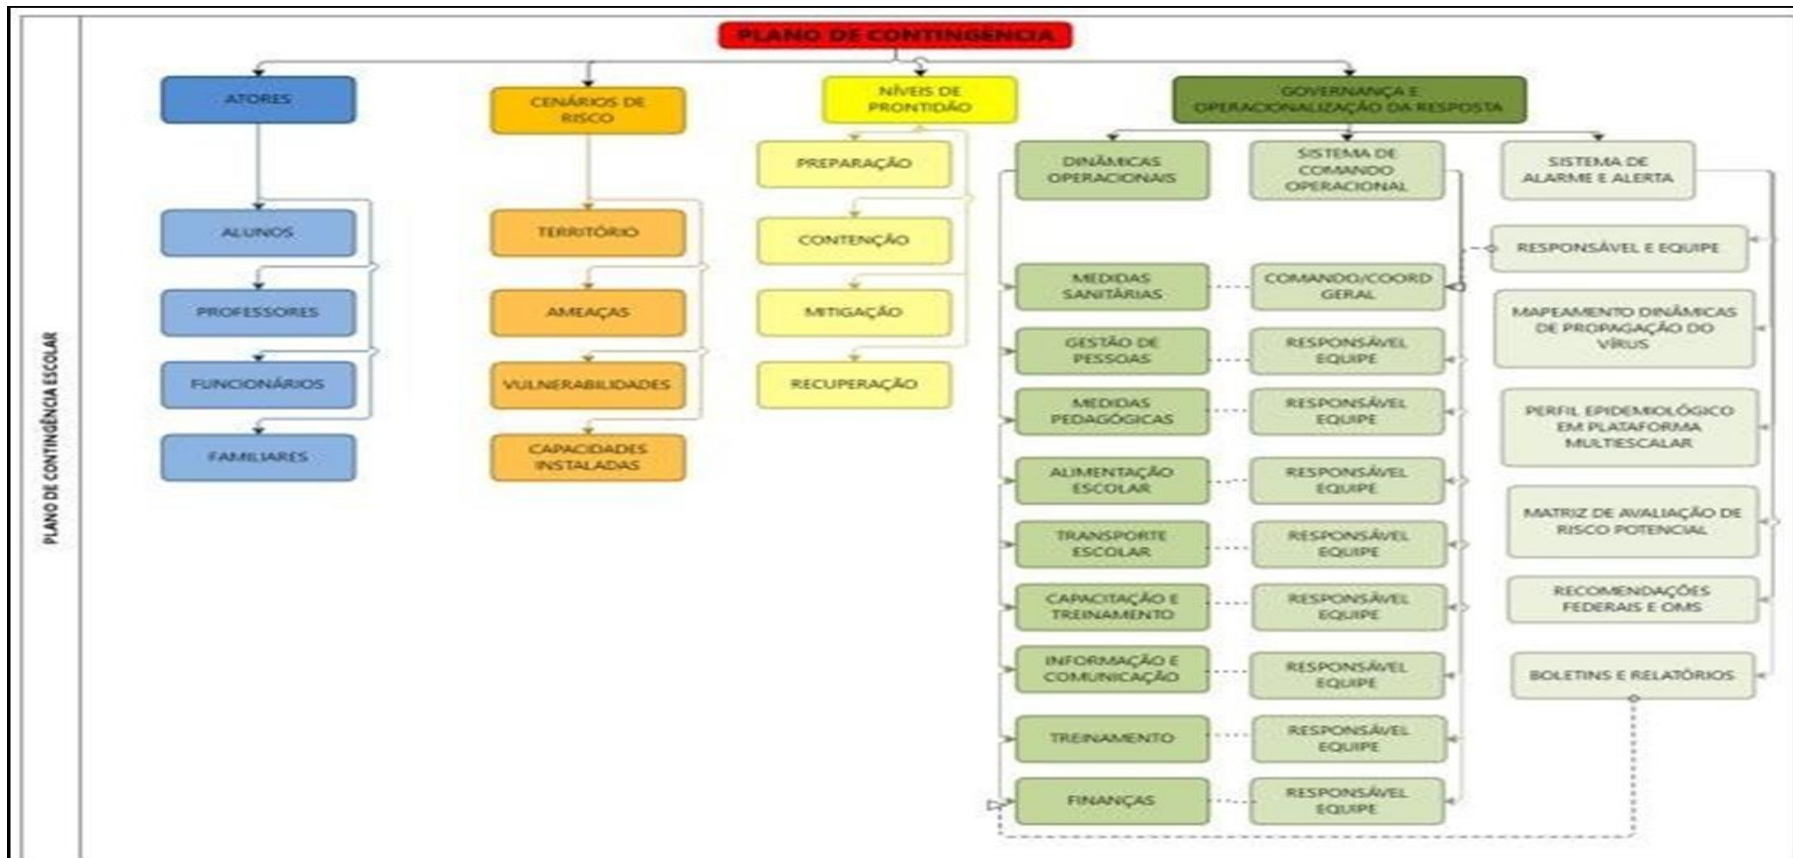 PLANO DE CONTINGÊNCIA ESCOLAR
PLANO DE CONTINGÊNCIA
ATORES
ALUNOS
PROFESSORES
FUNCIONÁRIOS
FAMILIARES
CENÁRIOS DE
RISCO
TERRITÓRIO
AMEAÇAS
VULNERABILIDADES
CAPACIDADES
INSTALADAS
NÍVEIS DE
PRONTIDÃO
PREPARAÇÃO
CONTENÇÃO
MITIGAÇÃO
RECUPERAÇÃO
GOVERNANÇA E
OPERACIONALIZAÇÃO DA RESPOSTA
DINÂMICAS
OPERACIONAIS
MEDIDAS
SANITÁRIAS
GESTÃO DE
PESSOAS
MEDIDAS
PEDAGÓGICAS
ALIMENTAÇÃO
ESCOLAR
TRANSPORTE
ESCOLAR
CAPACITAÇÃO E
TREINAMENTO
INFORMAÇÃO E
COMUNICAÇÃO
TREINAMENTO
FINANÇAS
SISTEMA DE
COMANDO
OPERACIONAL
COMANDO/COORD
GERAL
RESPONSÁVEL
EQUIPE
RESPONSÁVEL
EQUIPE
RESPONSÁVEL
EQUIPE
RESPONSÁVEL
EQUIPE
RESPONSÁVEL
EQUIPE
RESPONSÁVEL
EQUIPE
RESPONSÁVEL
EQUIPE
RESPONSÁVEL
EQUIPE
SISTEMA DE
ALARME E ALERTA
RESPONSÁVEL E EQUIPE
MAPEAMENTO DINÂMICAS
DE PROPAGAÇÃO DO
VÍRUS
PERFIL EPIDEMIOLÓGICO
EM PLATAFORMA
MULTIESCALAR
MATRIZ DE AVALIAÇÃO DE
RISCO POTENCIAL
RECOMENDAÇÕES
FEDERAIS E OMS
BOLETINS E RELATÓRIOS